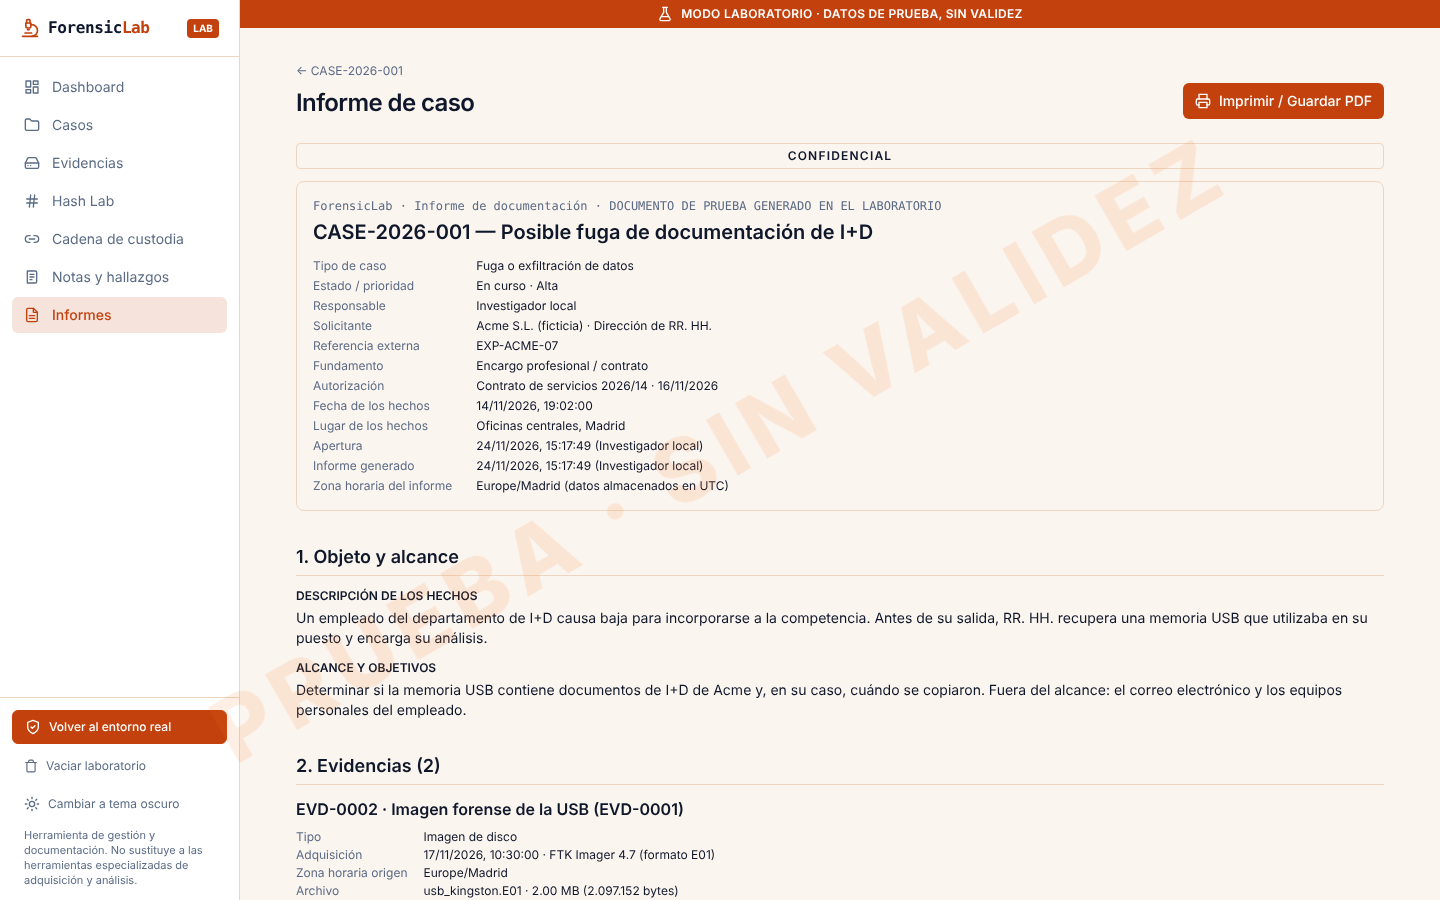 ForensicLab
LAB
Dashboard
Casos
Evidencias
Hash Lab
Cadena de custodia
Notas y hallazgos
Informes
Volver al entorno real
Vaciar laboratorio
Cambiar a tema oscuro
Herramienta de gestión y
documentación. No sustituye a las
herramientas especializadas de
adquisición y análisis.
MODO LABORATORIO · DATOS DE PRUEBA, SIN VALIDEZ
← CASE-2026-001
Informe de caso
Imprimir / Guardar PDF
CONFIDENCIAL
ForensicLab · Informe de documentación · DOCUMENTO DE PRUEBA GENERADO EN EL LABORATORIO
CASE-2026-001 — Posible fuga de documentación de I+D
Tipo de caso Fuga o exfiltración de datos
Estado / prioridad En curso · Alta
Responsable Investigador local
Solicitante Acme S.L. (ficticia) · Dirección de RR. HH.
Referencia externa EXP-ACME-07
Fundamento Encargo profesional / contrato
Autorización Contrato de servicios 2026/14 · 16/11/2026
Fecha de los hechos 14/11/2026, 19:02:00
Lugar de los hechos Oficinas centrales, Madrid
Apertura 24/11/2026, 15:17:49 (Investigador local)
Informe generado 24/11/2026, 15:17:49 (Investigador local)
Zona horaria del informe Europe/Madrid (datos almacenados en UTC)
1. Objeto y alcance
DESCRIPCIÓN DE LOS HECHOS
Un empleado del departamento de I+D causa baja para incorporarse a la competencia. Antes de su salida, RR. HH. recupera una memoria USB que utilizaba en su
puesto y encarga su análisis.
ALCANCE Y OBJETIVOS
Determinar si la memoria USB contiene documentos de I+D de Acme y, en su caso, cuándo se copiaron. Fuera del alcance: el correo electrónico y los equipos
personales del empleado.
2. Evidencias (2)
EVD-0002 · Imagen forense de la USB (EVD-0001)
Tipo Imagen de disco
Adquisición 17/11/2026, 10:30:00 · FTK Imager 4.7 (formato E01)
Zona horaria origen Europe/Madrid
Archivo usb_kingston.E01 · 2.00 MB (2.097.152 bytes)
PRUEBA · SIN VALIDEZ